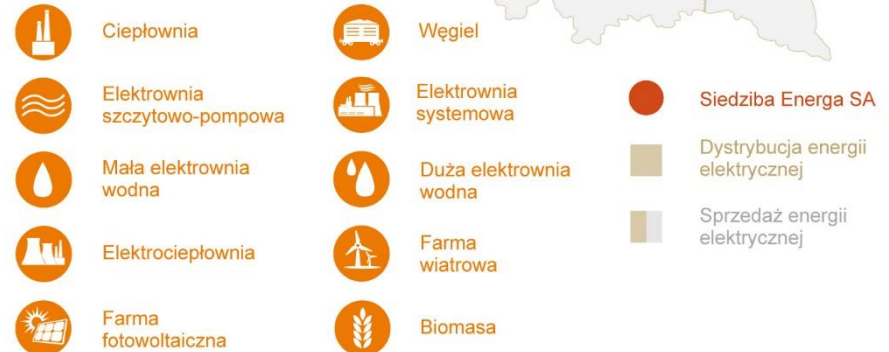 Ciepłownia
Węgiel
Elektrownia
szczytowo-pompowa
Elektrownia
systemowa
Siedziba Energa SA
Mała elektrownia
wodna
Duża elektrownia
wodna
Dystrybucja energii
elektrycznej
Elektrociepłownia
Farma
wiatrowa
Sprzedaż energii
elektrycznej
Farma
fotowoltaiczna
Biomasa